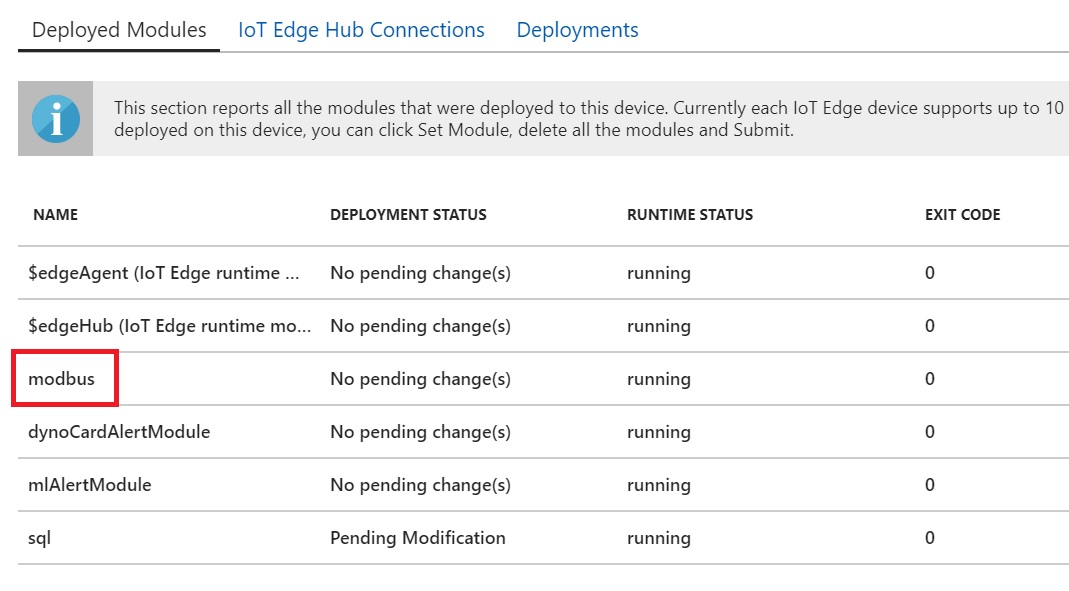 Deployed Modules IoT Edge Hub Connections Deployments
This section reports all the modules that were deployed to this device. Currently each IoT Edge device supports up to 10
deployed on this device, you can click Set Module, delete all the modules and Submit.
NAME DEPLOYMENT STATUS RUNTIME STATUS EXIT CODE
$edgeAgent (IoT Edge runtime ... No pending change(s) running 0
$edgeHub (IoT Edge runtime mo... No pending change(s) running 0
modbus No pending change(s) running 0
dynoCardAlertModule No pending change(s) running 0
mlAlertModule No pending change(s) running 0
sql Pending Modification running 0